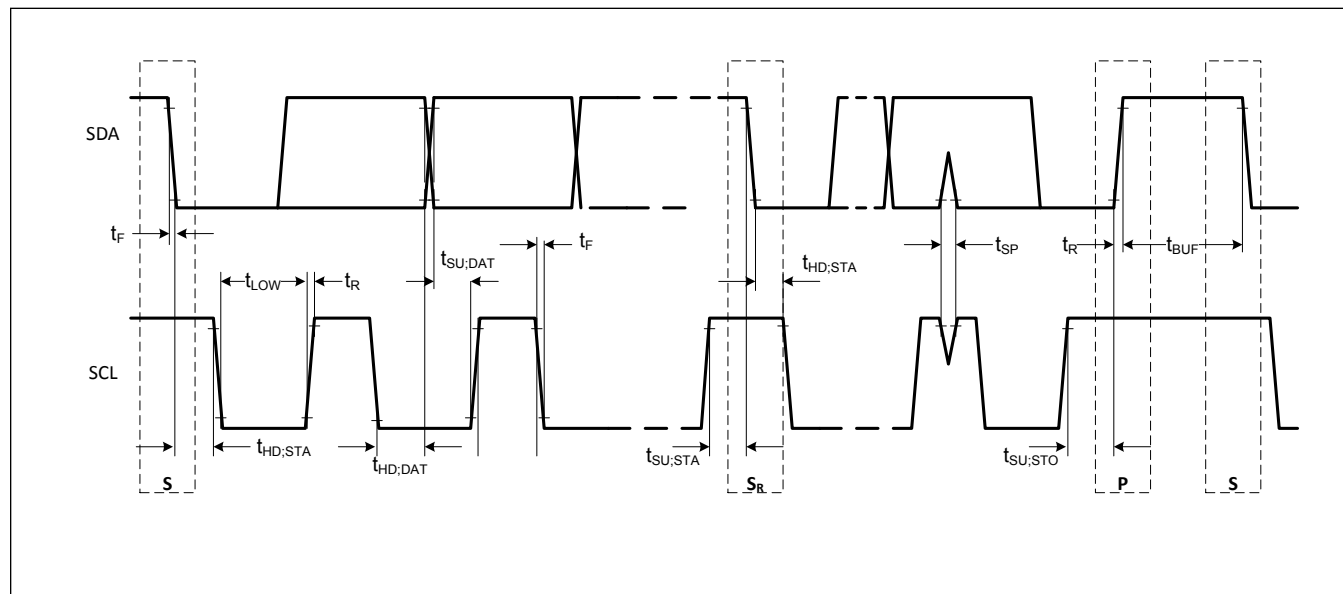 SDA
tF
tSU;DAT
tF
tSP
tR
tBUF
tLOW
tR
tHD;STA
SCL
tHD;STA
tHD;DAT
tSU;STA
tSU;STO
S
SR
P
S